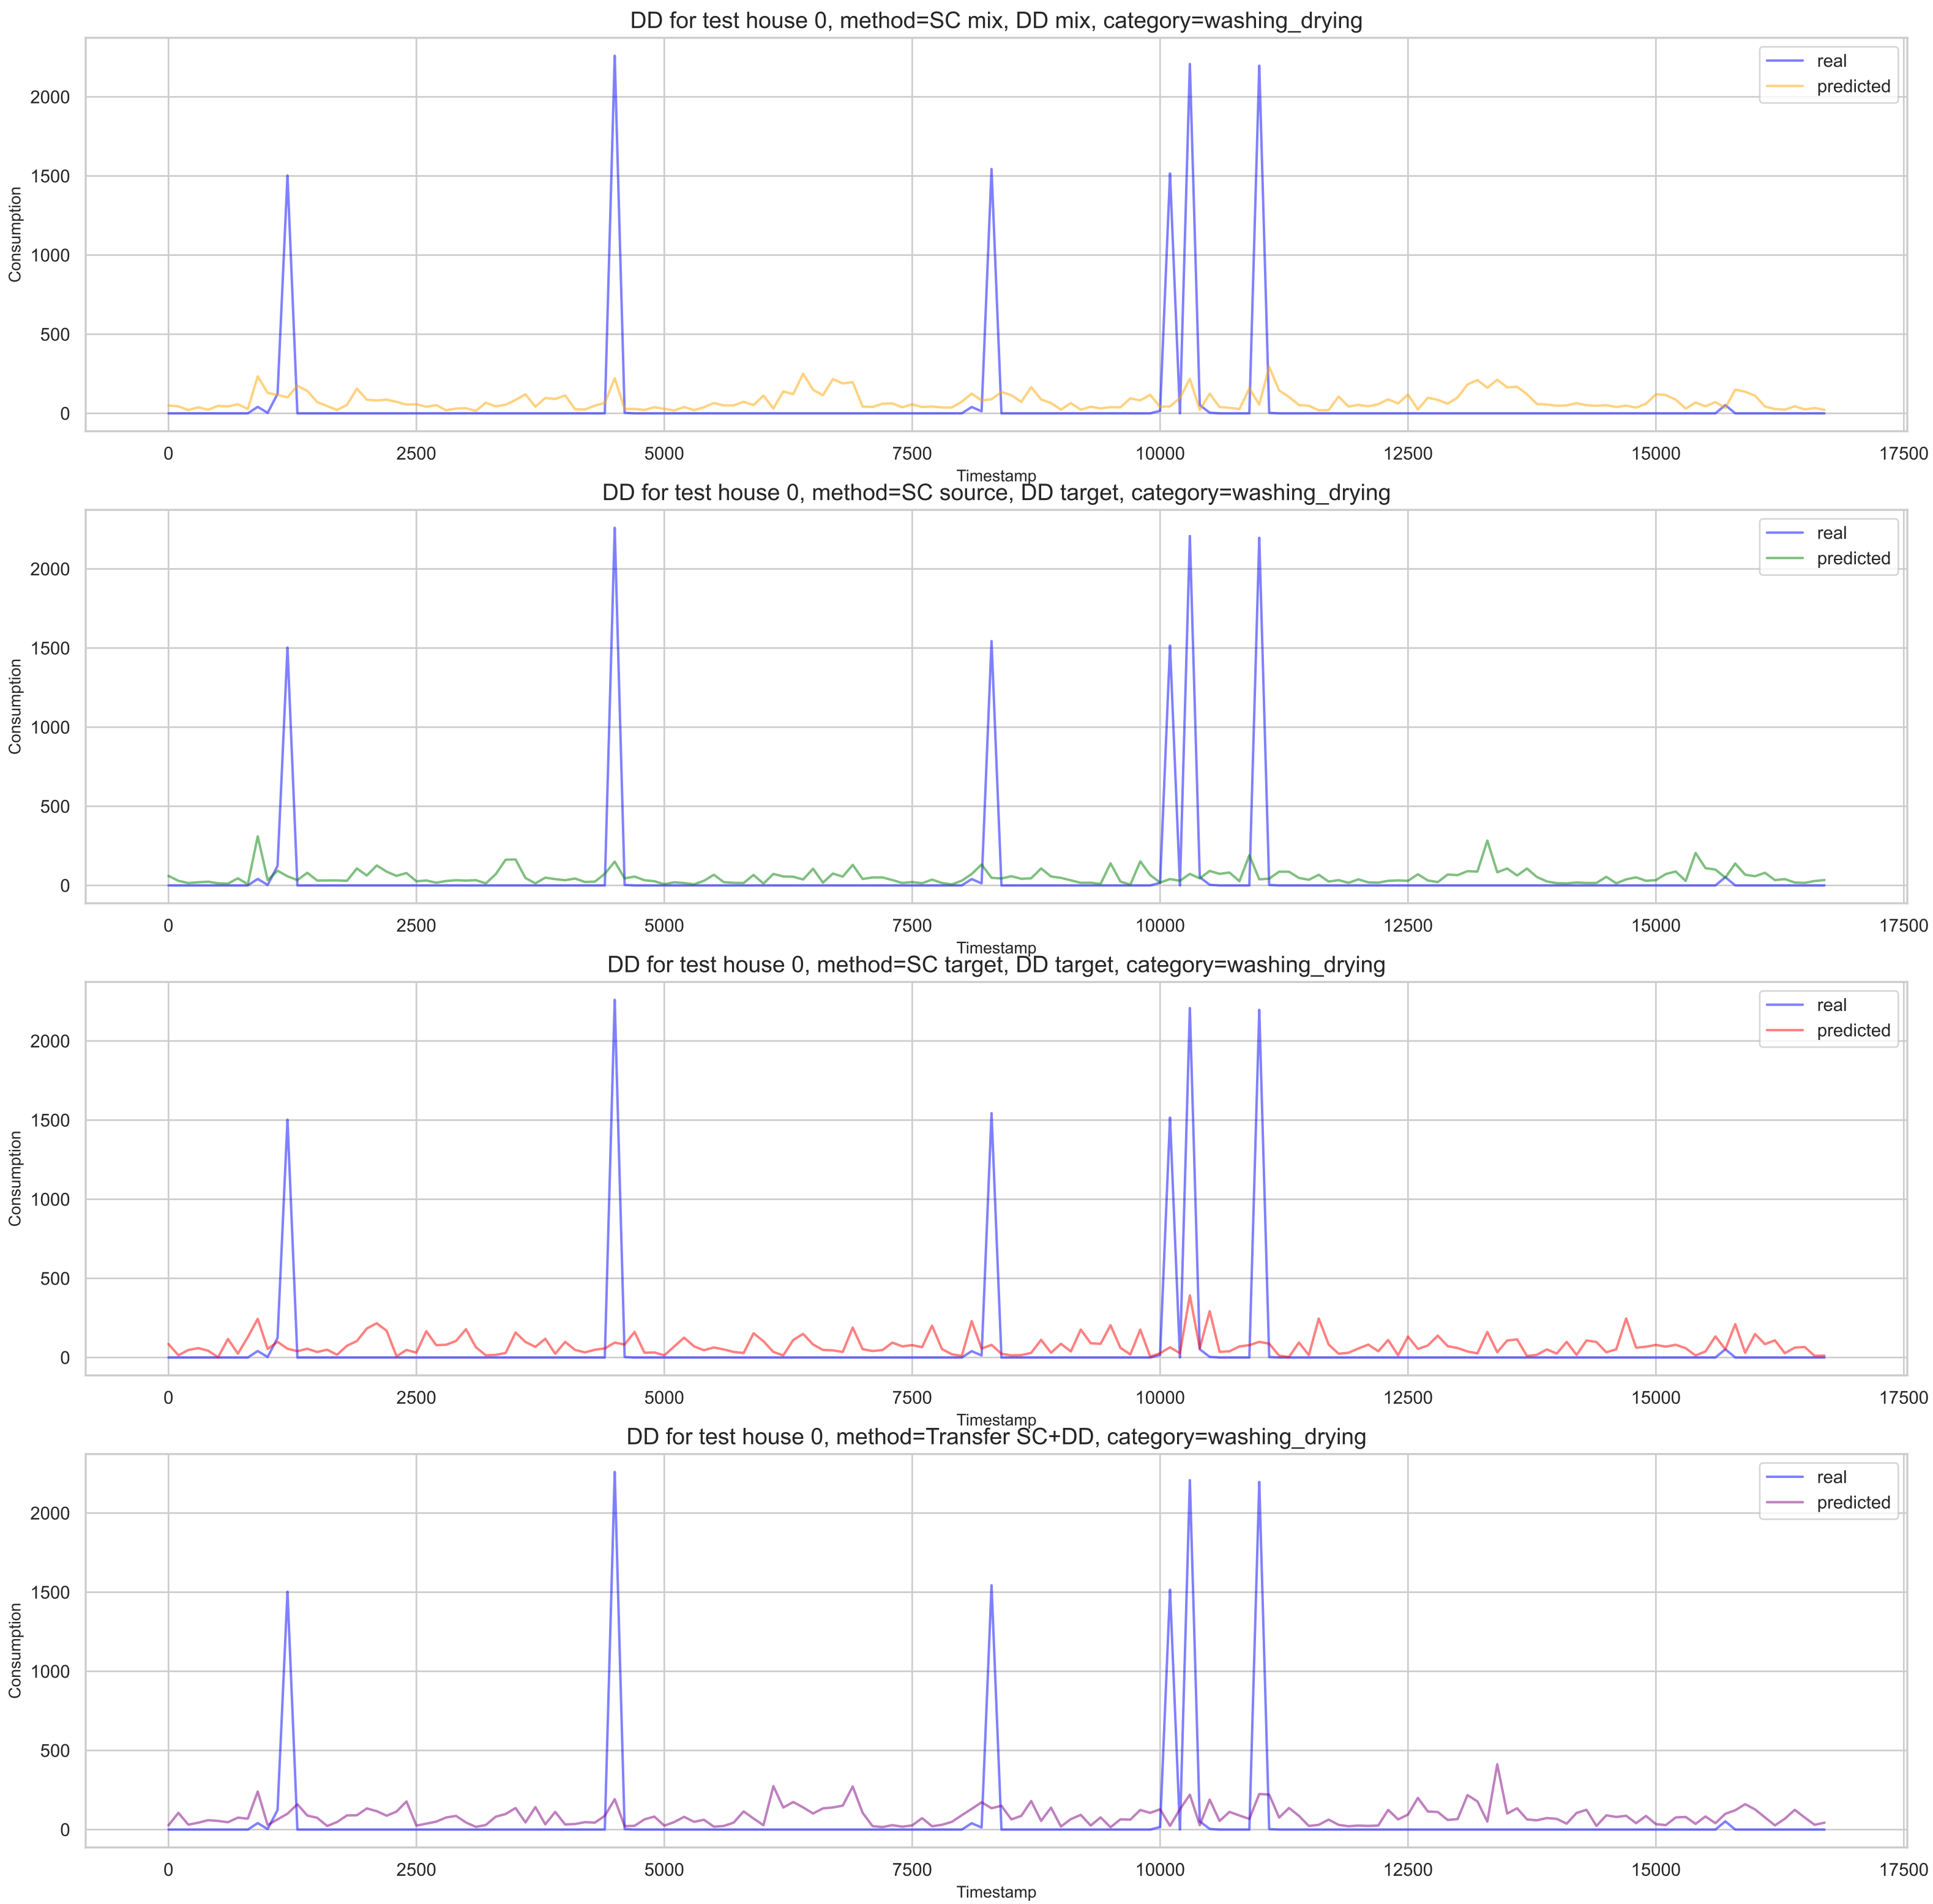 DD for test house 0, method=SC mix, DD mix, category=washing_drying
real
predicted
2000
1500
1000
500
0
Consumption
0 2500 5000 7500 10000 12500 15000 17500
Timestamp
DD for test house 0, method=SC source, DD target, category=washing_drying
real
predicted
2000
1500
1000
500
0
Consumption
0 2500 5000 7500 10000 12500 15000 17500
Timestamp
DD for test house 0, method=SC target, DD target, category=washing_drying
real
predicted
2000
1500
1000
500
0
Consumption
0 2500 5000 7500 10000 12500 15000 17500
Timestamp
DD for test house 0, method=Transfer SC+DD, category=washing_drying
real
predicted
2000
1500
1000
500
0
Consumption
0 2500 5000 7500 10000 12500 15000 17500
Timestamp